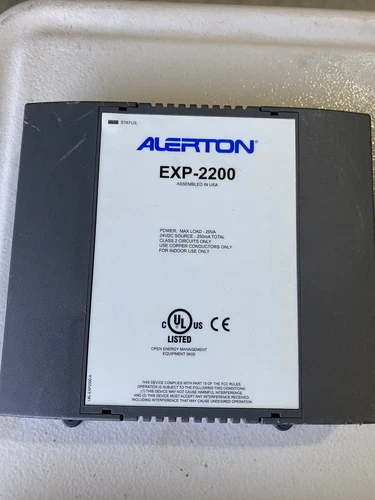 STATUS
ALERTON®
EXP-2200
ASSEMBLED IN USA
POWER: MAX LOAD - 20VA
24VDC SOURCE - 250mA TOTAL
CLASS 2 CIRCUITS ONLY
USE COPPER CONDUCTORS ONLY
FOR INDOOR USE ONLY
C UL US CE
LISTED
OPEN ENERGY MANAGEMENT
EQUIPMENT 9K65
THIS DEVICE COMPLIES WITH PART 15 OF THE FCC RULES
OPERATION IS SUBJECT TO THE FOLLOWING TWO CONDITIONS:
(1) THIS DEVICE MAY NOT CAUSE HARMFUL INTERFERENCE,
AND (2) THIS DEVICE MUST ACCEPT ANY INTERFERENCE RECEIVED,
INCLUDING INTERFERENCE THAT MAY CAUSE UNDESIRED OPERATION.